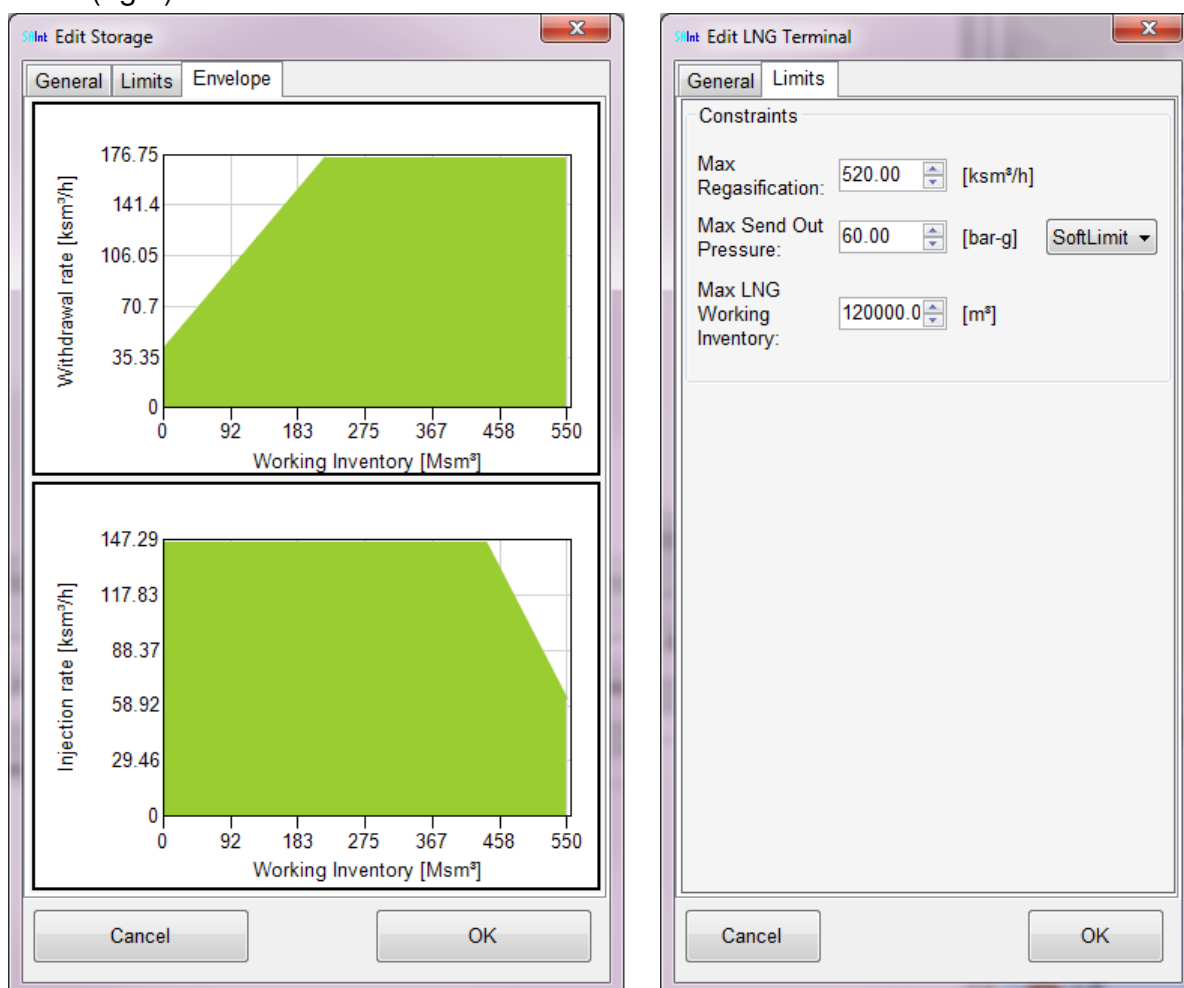 SAInt Edit Storage
General Limits Envelope
176.75
141.4
106.05
70.7
35.35
0
Withdrawal rate [ksm³/h]
0 92 183 275 367 458 550
Working Inventory [Msm³]
147.29
117.83
88.37
58.92
29.46
0
Injection rate [ksm³/h]
0 92 183 275 367 458 550
Working Inventory [Msm³]
Cancel OK
SAInt Edit LNG Terminal
General Limits
Constraints
Max
Regasification: 520.00 [ksm³/h]
Max Send Out
Pressure: 60.00 [bar-g] SoftLimit
Max LNG
Working
Inventory: 120000.0 [m³]
Cancel OK